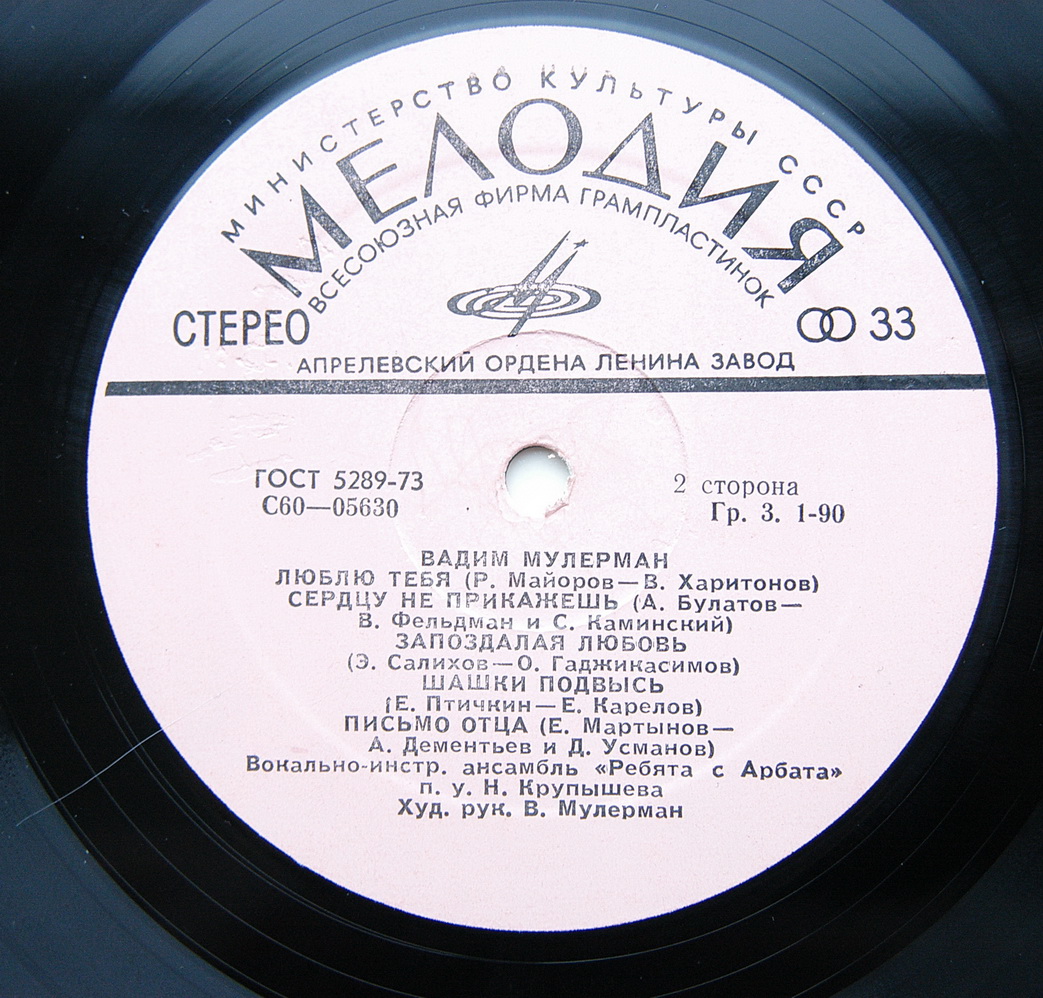 МИНИСТЕРСТВО КУЛЬТУРЫ СССР
МЕЛОДИЯ
ВСЕСОЮЗНАЯ ФИРМА ГРАМПЛАСТИНОК
СТЕРЕО
33
АПРЕЛЕВСКИЙ ОРДЕНА ЛЕНИНА ЗАВОД
ГОСТ 5289-73
С60—05630
2 сторона
Гр. 3. 1-90
ВАДИМ МУЛЕРМАН
ЛЮБЛЮ ТЕБЯ (Р. Майоров—В. Харитонов)
СЕРДЦУ НЕ ПРИКАЖЕШЬ (А. Булатов—
В. Фельдман и С. Каминский)
ЗАПОЗДАЛАЯ ЛЮБОВЬ
(Э. Салихов—О. Гаджикасимов)
ШАШКИ ПОДВЫСЬ
(Е. Птичкин—Е. Карелов)
ПИСЬМО ОТЦА (Е. Мартынов—
А. Дементьев и Д. Усманов)
Вокально-инстр. ансамбль «Ребята с Арбата»
п. у. Н. Крупышева
Худ. рук. В. Мулерман